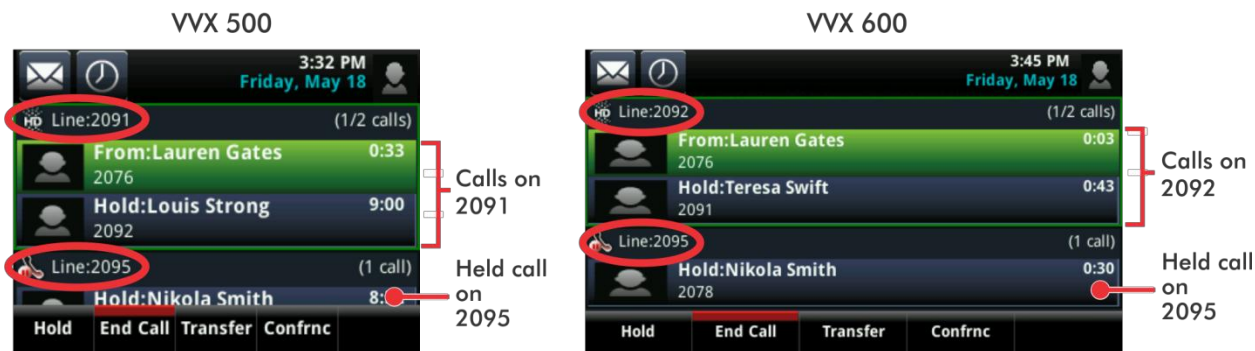 VVX 500
3:32 PM
Friday, May 18
HD Line:2091 (1/2 calls)
From:Lauren Gates 0:33
2076
Hold:Louis Strong 9:00
2092
Line:2095 (1 call)
Hold:Nikola Smith 8:
Hold End Call Transfer Confrnc
Calls on
2091
Held call
on
2095
VVX 600
3:45 PM
Friday, May 18
HD Line:2092 (1/2 calls)
From:Lauren Gates 0:03
2076
Hold:Teresa Swift 0:43
2091
Line:2095 (1 call)
Hold:Nikola Smith 0:30
2078
Hold End Call Transfer Confrnc
Calls on
2092
Held call
on
2095